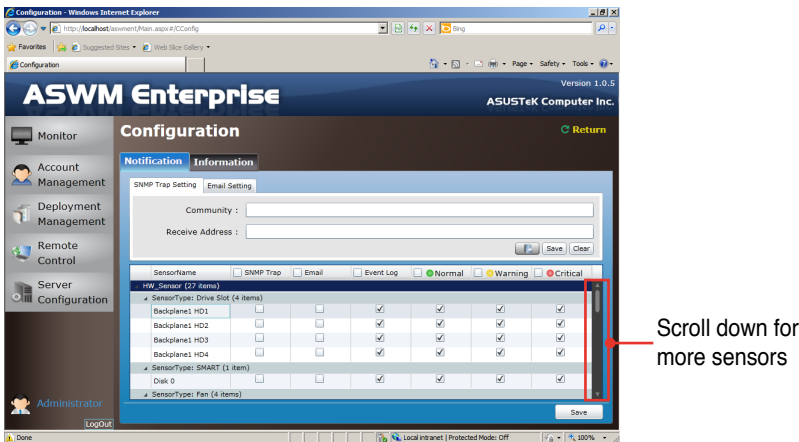 Configuration - Windows Internet Explorer
http://localhost/aswment/Main.aspx#/CConfig
Bing
Favorites Suggested Sites Web Slice Gallery
Configuration
Page Safety Tools
Version 1.0.5
ASWM Enterprise
ASUSTeK Computer Inc.
Monitor
Account Management
Deployment Management
Remote Control
Server Configuration
Administrator
LogOut
Configuration
Return
Notification Information
SNMP Trap Setting Email Setting
Community :
Receive Address :
Save Clear
SensorName SNMP Trap Email Event Log Normal Warning Critical
HW_Sensor (27 items)
SensorType: Drive Slot (4 items)
Backplane1 HD1
Backplane1 HD2
Backplane1 HD3
Backplane1 HD4
SensorType: SMART (1 item)
Disk 0
SensorType: Fan (4 items)
Save
Done
Local intranet | Protected Mode: Off
100%
Scroll down for
more sensors